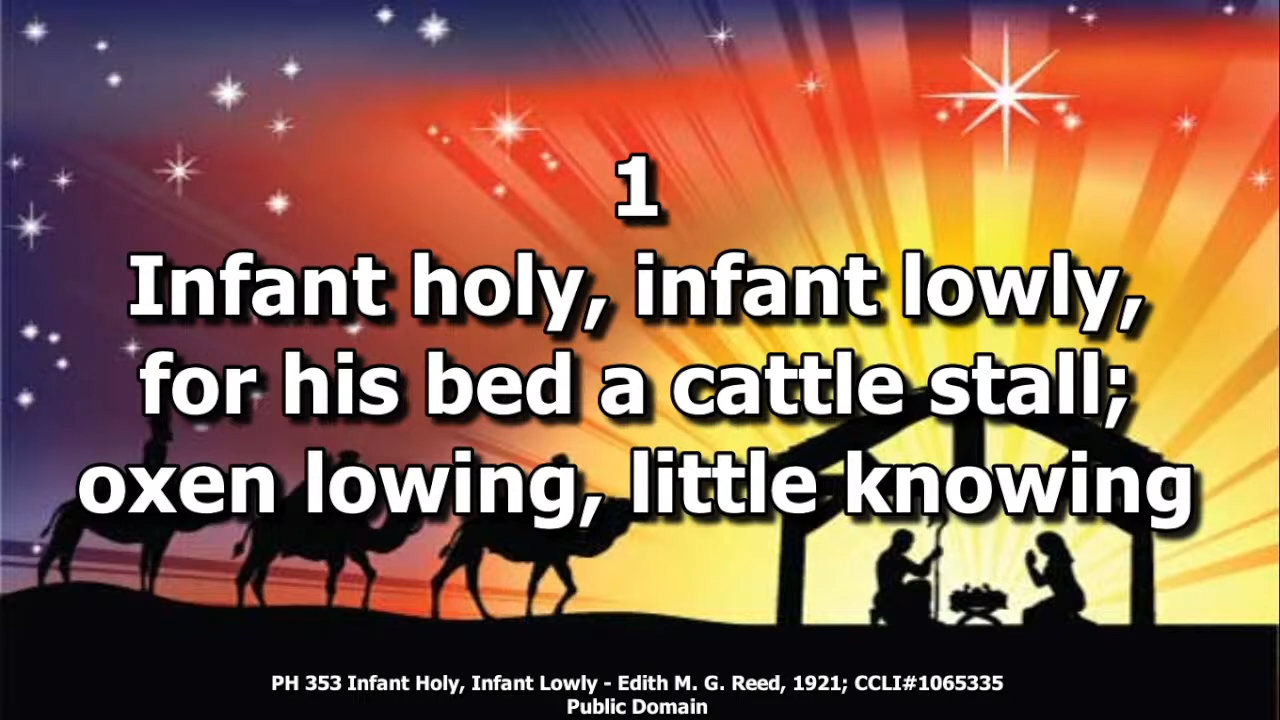 1
Infant holy, infant lowly,
for his bed a cattle stall;
oxen lowing, little knowing
PH 353 Infant Holy, Infant Lowly - Edith M. G. Reed, 1921; CCLI#1065335
Public Domain